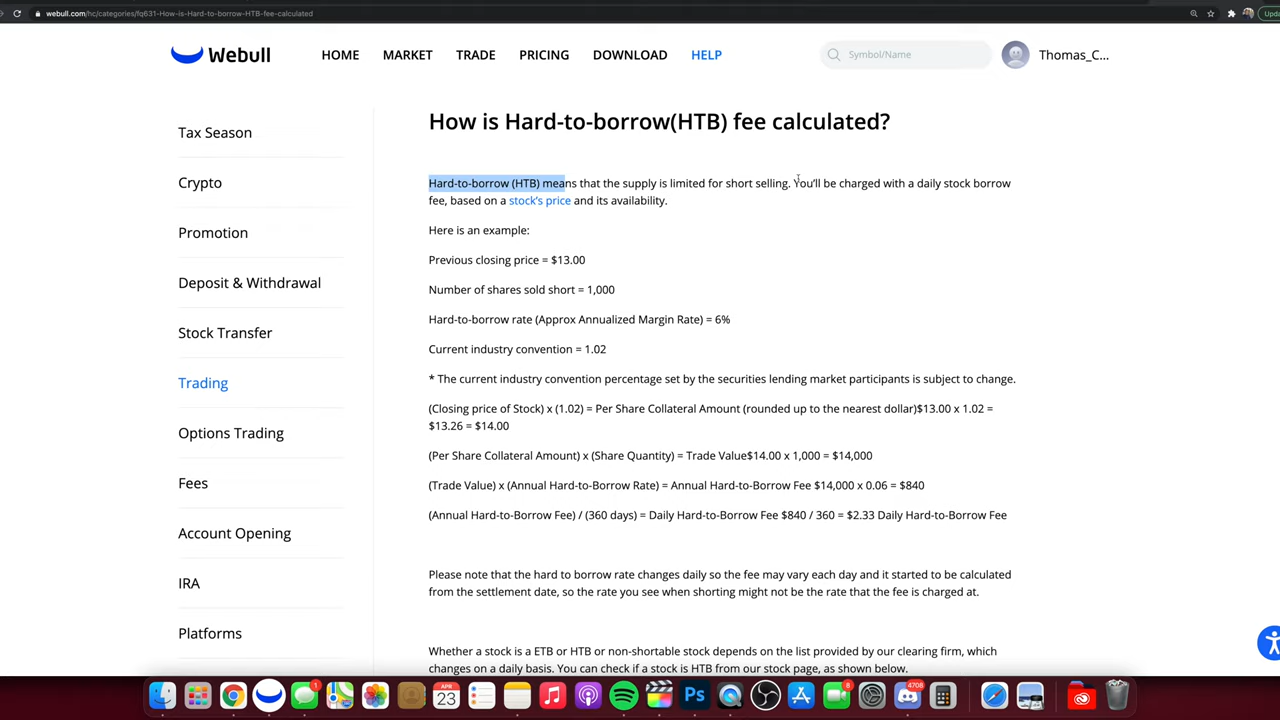 webull.com/hc/categories/fq631-How-is-Hard-to-borrow-HTB-fee-calculated
Webull
HOME
MARKET
TRADE
PRICING
DOWNLOAD
HELP
Symbol/Name
Thomas_C...
Tax Season
Crypto
Promotion
Deposit & Withdrawal
Stock Transfer
Trading
Options Trading
Fees
Account Opening
IRA
Platforms
How is Hard-to-borrow(HTB) fee calculated?
Hard-to-borrow (HTB) means that the supply is limited for short selling. You'll be charged with a daily stock borrow
fee, based on a stock's price and its availability.
Here is an example:
Previous closing price = $13.00
Number of shares sold short = 1,000
Hard-to-borrow rate (Approx Annualized Margin Rate) = 6%
Current industry convention = 1.02
* The current industry convention percentage set by the securities lending market participants is subject to change.
(Closing price of Stock) x (1.02) = Per Share Collateral Amount (rounded up to the nearest dollar)$13.00 x 1.02 =
$13.26 = $14.00
(Per Share Collateral Amount) x (Share Quantity) = Trade Value$14.00 x 1,000 = $14,000
(Trade Value) x (Annual Hard-to-Borrow Rate) = Annual Hard-to-Borrow Fee $14,000 x 0.06 = $840
(Annual Hard-to-Borrow Fee) / (360 days) = Daily Hard-to-Borrow Fee $840 / 360 = $2.33 Daily Hard-to-Borrow Fee
Please note that the hard to borrow rate changes daily so the fee may vary each day and it started to be calculated
from the settlement date, so the rate you see when shorting might not be the rate that the fee is charged at.
Whether a stock is a ETB or HTB or non-shortable stock depends on the list provided by our clearing firm, which
changes on a daily basis. You can check if a stock is HTB from our stock page, as shown below.
1
APR
23
Ps
8
4708